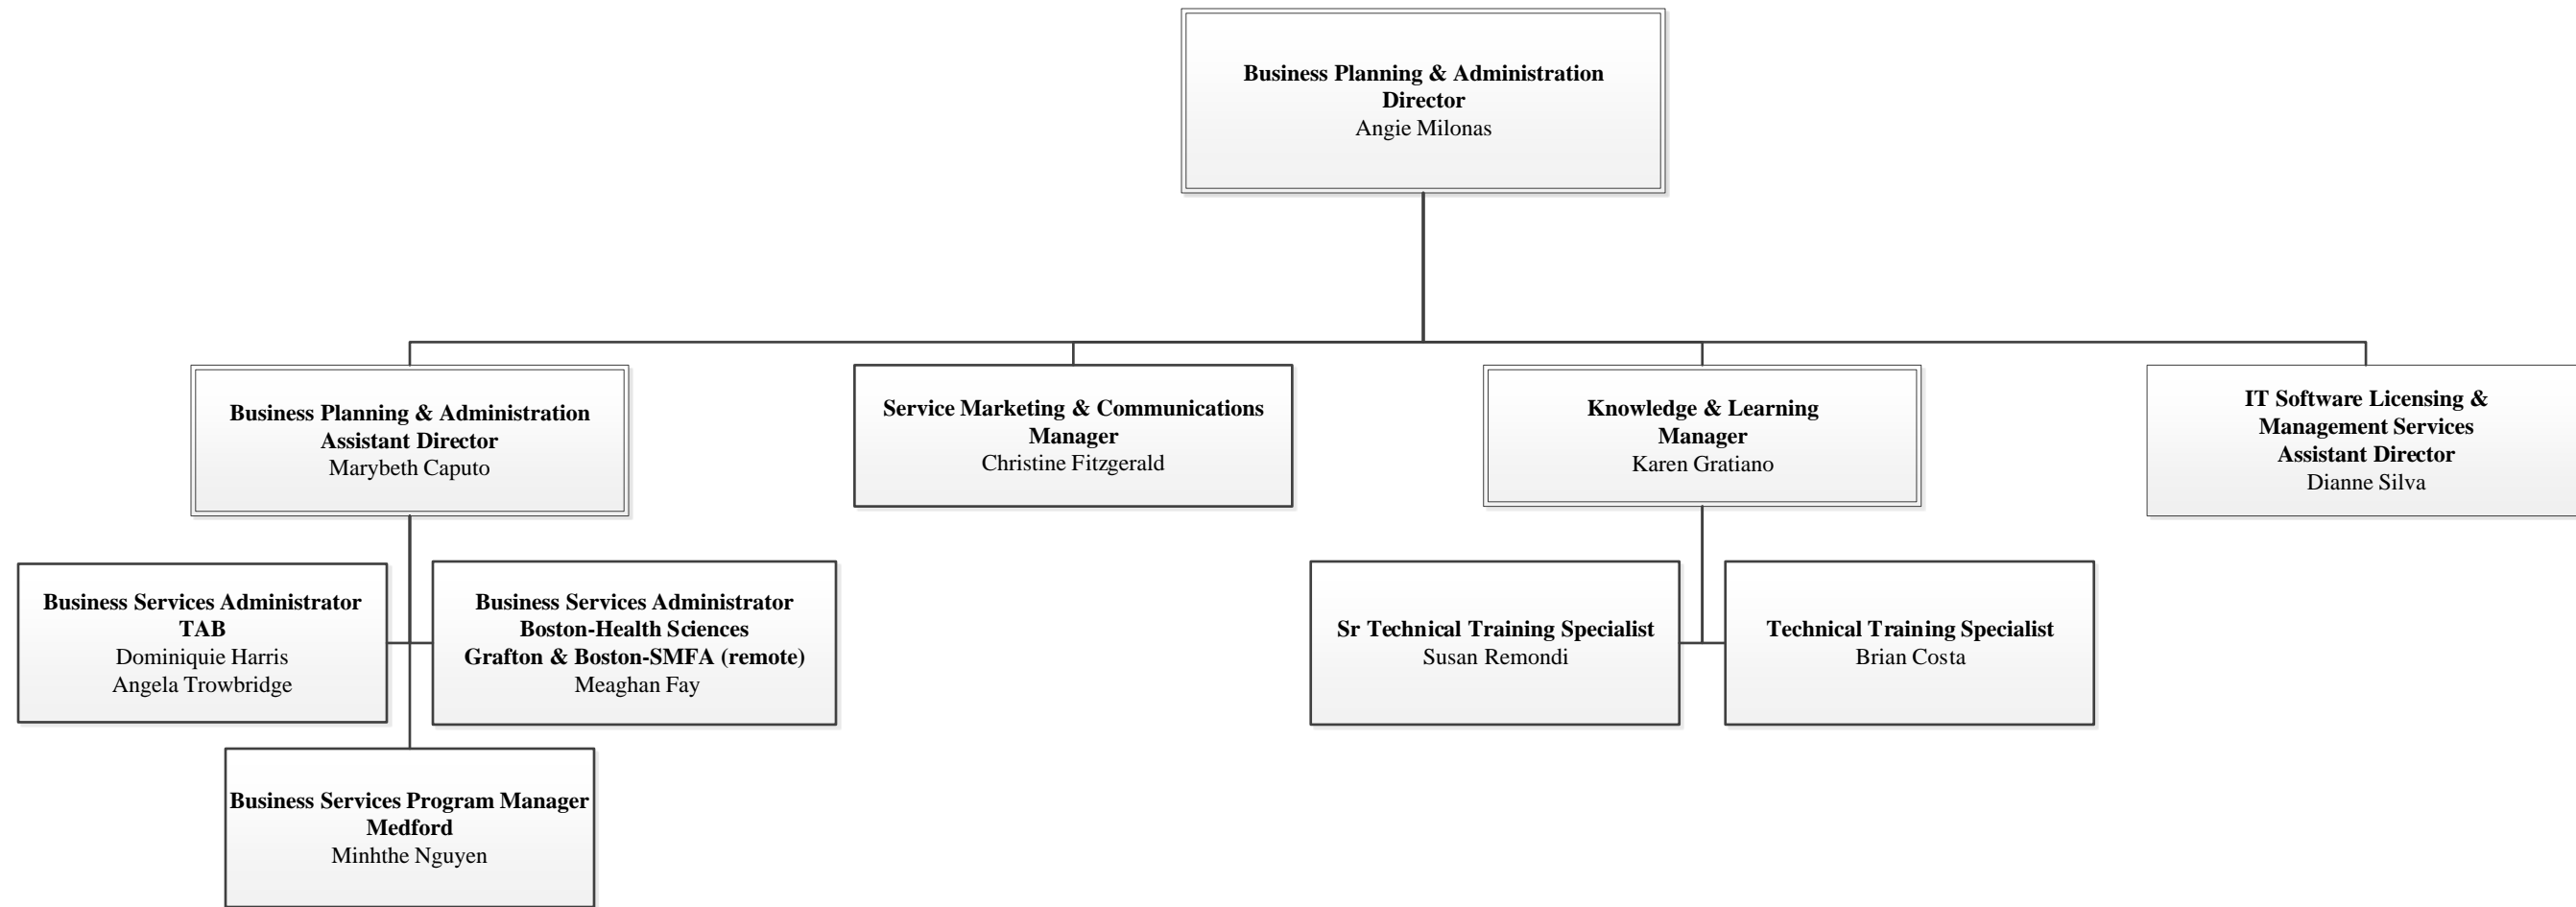 Business Planning & Administration
Director
Angie Milonas
Business Planning & Administration
Assistant Director
Marybeth Caputo
Service Marketing & Communications
Manager
Christine Fitzgerald
Knowledge & Learning
Manager
Karen Gratiano
IT Software Licensing &
Management Services
Assistant Director
Dianne Silva
Business Services Administrator
TAB
Dominiquie Harris
Angela Trowbridge
Business Services Administrator
Boston-Health Sciences
Grafton & Boston-SMFA (remote)
Meaghan Fay
Sr Technical Training Specialist
Susan Remondi
Technical Training Specialist
Brian Costa
Business Services Program Manager
Medford
Minhthe Nguyen